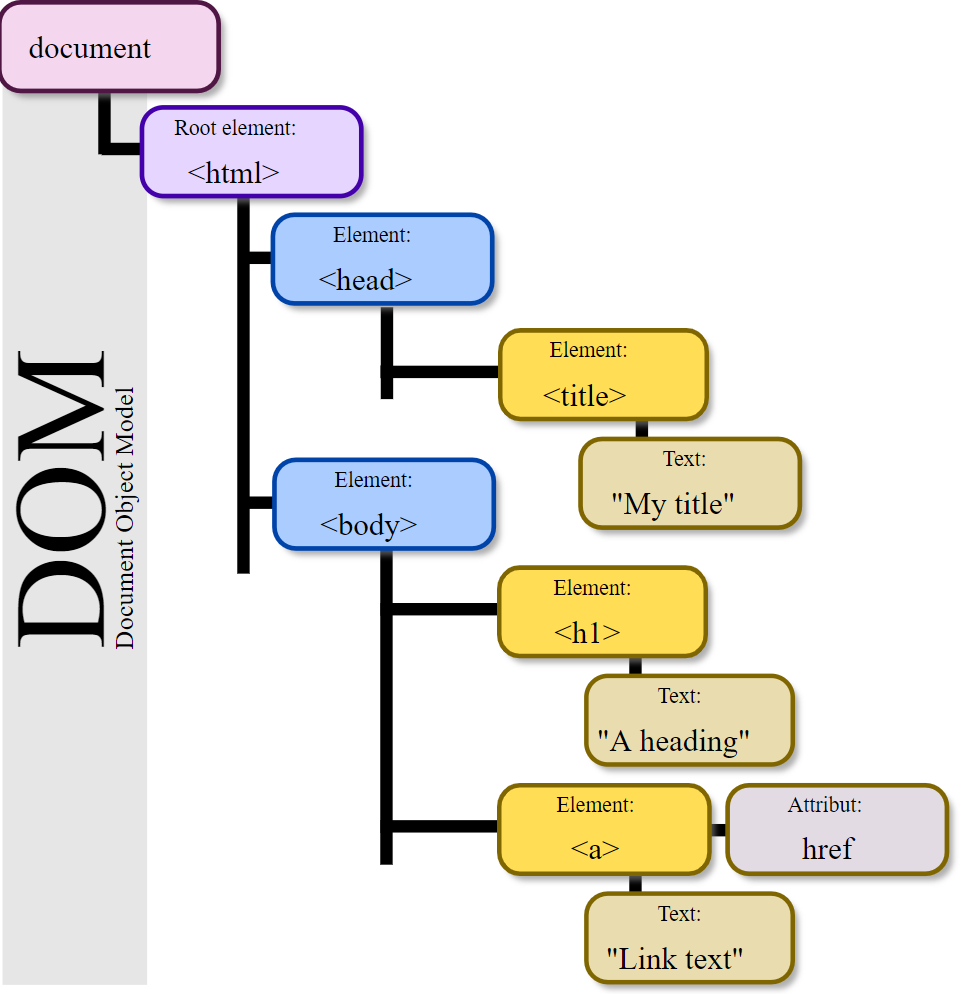 document
Root element:
<html>
Element:
<head>
Element:
<title>
Text:
"My title"
Element:
<body>
Element:
<h1>
Text:
"A heading"
Element:
<a>
Attribut:
href
Text:
"Link text"
DOM
Document Object Model